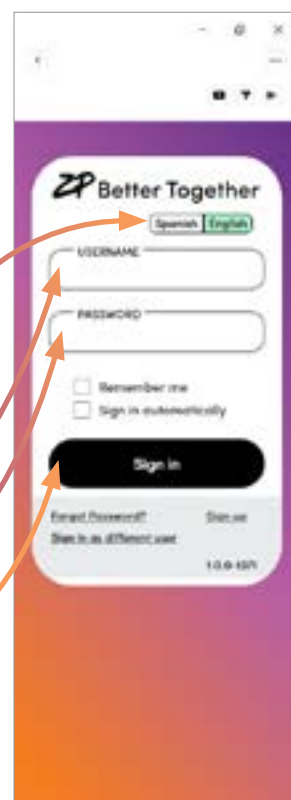 ZP Better Together
Spanish English
USERNAME
PASSWORD
Remember me
Sign in automatically
Sign in
Forgot Password? Sign up
Sign in as different user